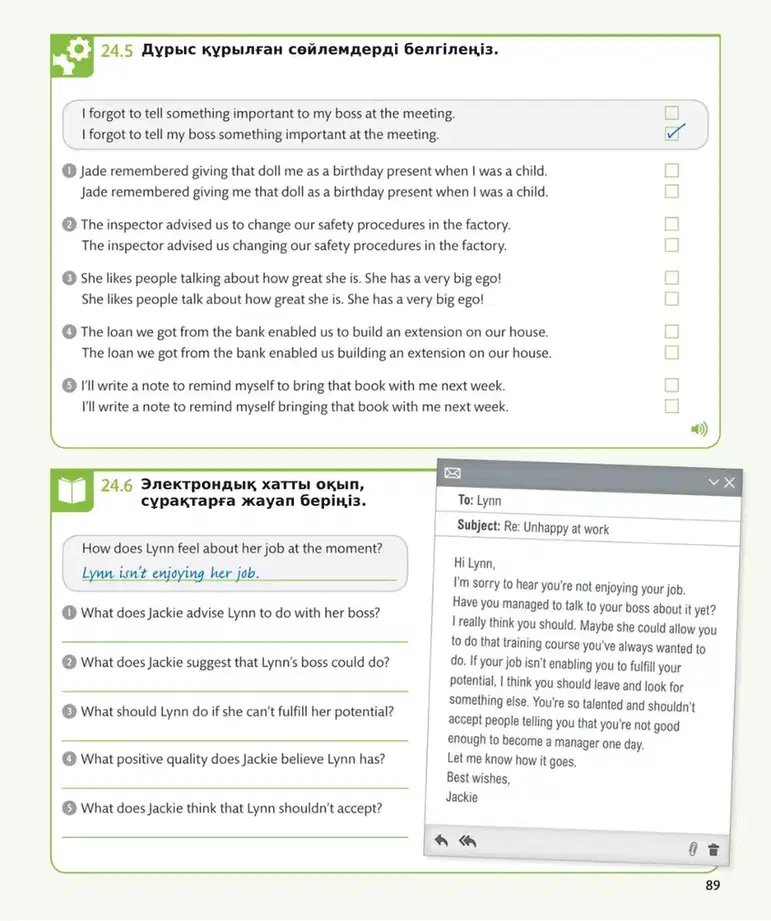 24.5 Дұрыс құрылған сөйлемдерді белгілеңіз.
I forgot to tell something important to my boss at the meeting.
I forgot to tell my boss something important at the meeting.
1 Jade remembered giving that doll me as a birthday present when I was a child.
Jade remembered giving me that doll as a birthday present when I was a child.
2 The inspector advised us to change our safety procedures in the factory.
The inspector advised us changing our safety procedures in the factory.
3 She likes people talking about how great she is. She has a very big ego!
She likes people talk about how great she is. She has a very big ego!
4 The loan we got from the bank enabled us to build an extension on our house.
The loan we got from the bank enabled us building an extension on our house.
5 I'll write a note to remind myself to bring that book with me next week.
I'll write a note to remind myself bringing that book with me next week.
24.6 Электрондық хатты оқып,
сұрақтарға жауап беріңіз.
How does Lynn feel about her job at the moment?
Lynn isn't enjoying her job.
1 What does Jackie advise Lynn to do with her boss?
2 What does Jackie suggest that Lynn's boss could do?
3 What should Lynn do if she can't fulfill her potential?
4 What positive quality does Jackie believe Lynn has?
5 What does Jackie think that Lynn shouldn't accept?
To: Lynn
Subject: Re: Unhappy at work
Hi Lynn,
I'm sorry to hear you're not enjoying your job.
Have you managed to talk to your boss about it yet?
I really think you should. Maybe she could allow you
to do that training course you've always wanted to
do. If your job isn't enabling you to fulfill your
potential, I think you should leave and look for
something else. You're so talented and shouldn't
accept people telling you that you're not good
enough to become a manager one day.
Let me know how it goes.
Best wishes,
Jackie
89